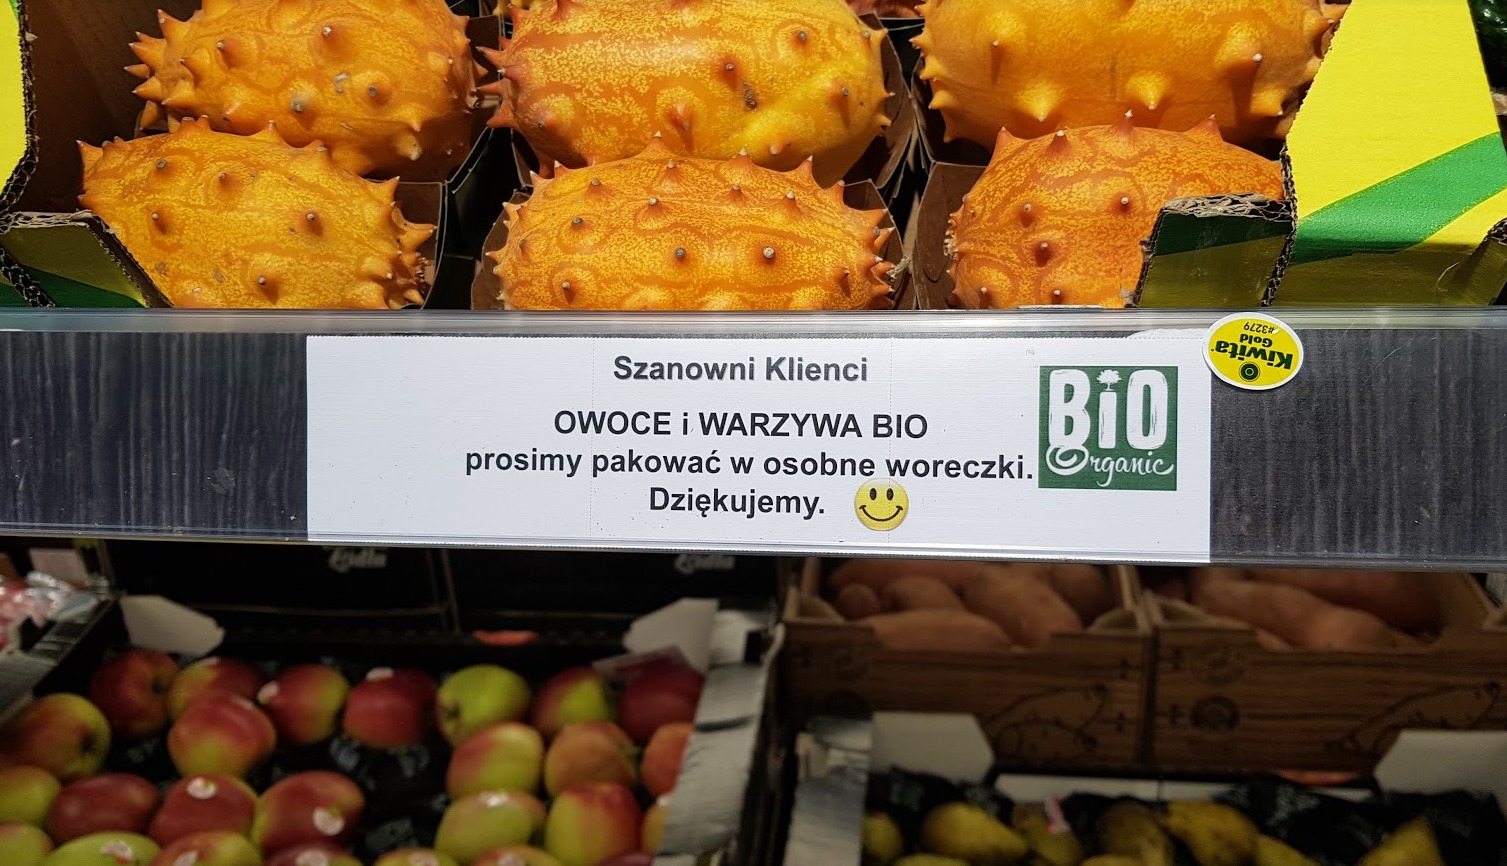 Szanowni Klienci
OWOCE i WARZYWA BIO
prosimy pakować w osobne woreczki.
Dziękujemy.
BiO
Organic
Kiwita
Gold
#3279